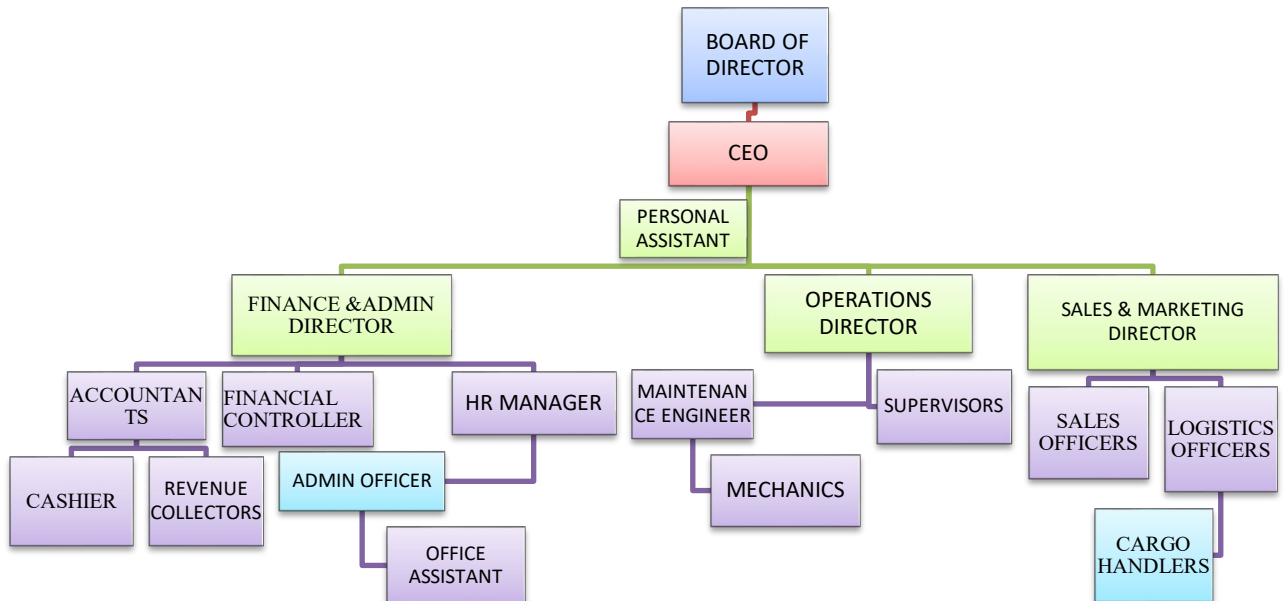 BOARD OF
DIRECTOR
CEO
PERSONAL
ASSISTANT
FINANCE &ADMIN
DIRECTOR
OPERATIONS
DIRECTOR
SALES & MARKETING
DIRECTOR
ACCOUNTAN
TS
FINANCIAL
CONTROLLER
HR MANAGER
MAINTENAN
CE ENGINEER
SUPERVISORS
SALES
OFFICERS
LOGISTICS
OFFICERS
CASHIER
REVENUE
COLLECTORS
ADMIN OFFICER
MECHANICS
OFFICE
ASSISTANT
CARGO
HANDLERS